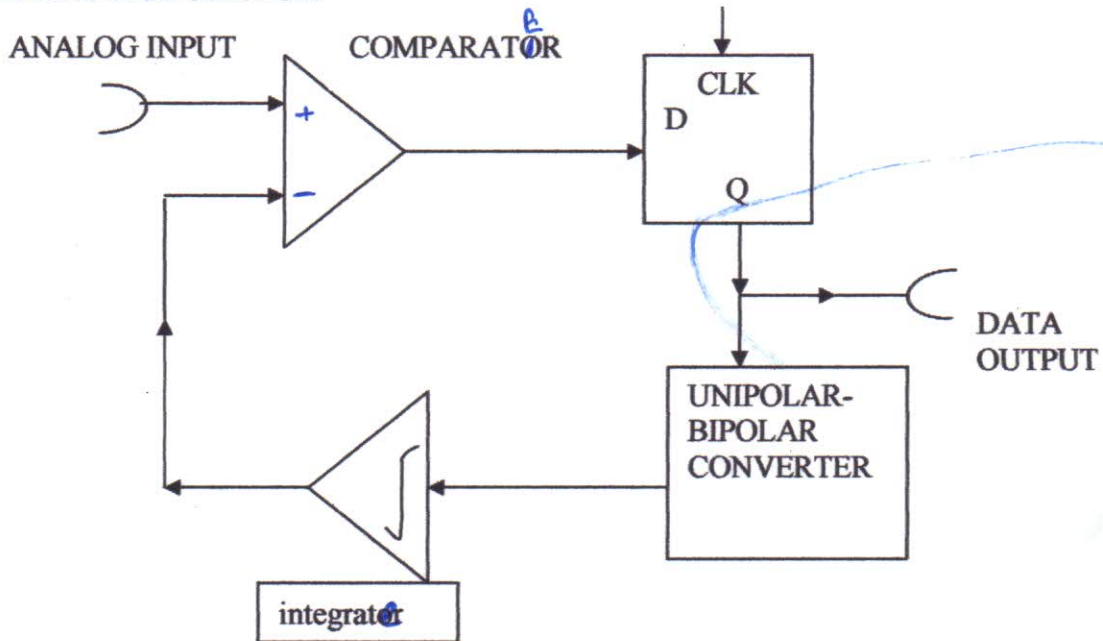 ANALOG INPUT
COMPARATOR
R
CLK
D
Q
+
-
DATA
OUTPUT
UNIPOLAR-
BIPOLAR
CONVERTER
integrator